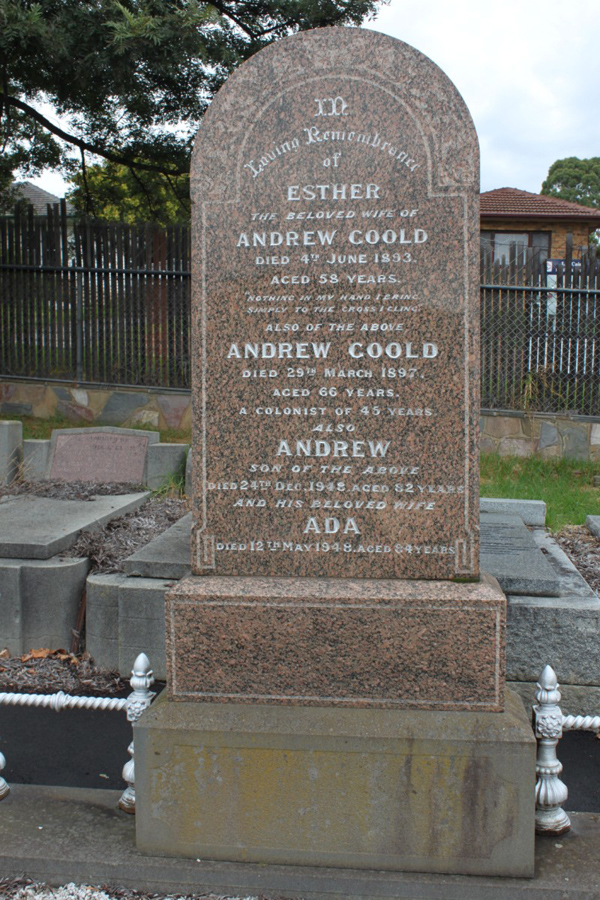 In
Loving Remembrance
of
ESTHER
THE BELOVED WIFE OF
ANDREW COOLD
DIED 4TH JUNE 1893.
AGED 58 YEARS.
"NOTHING IN MY HAND I BRING
SIMPLY TO THE CROSS I CLING"
ALSO OF THE ABOVE
ANDREW COOLD
DIED 29TH MARCH 1897.
AGED 66 YEARS.
A COLONIST OF 45 YEARS
ALSO
ANDREW
SON OF THE ABOVE
DIED 24TH DEC. 1948. AGED 82 YEARS
AND HIS BELOVED WIFE
ADA
DIED 12TH MAY 1948. AGED 84 YEARS